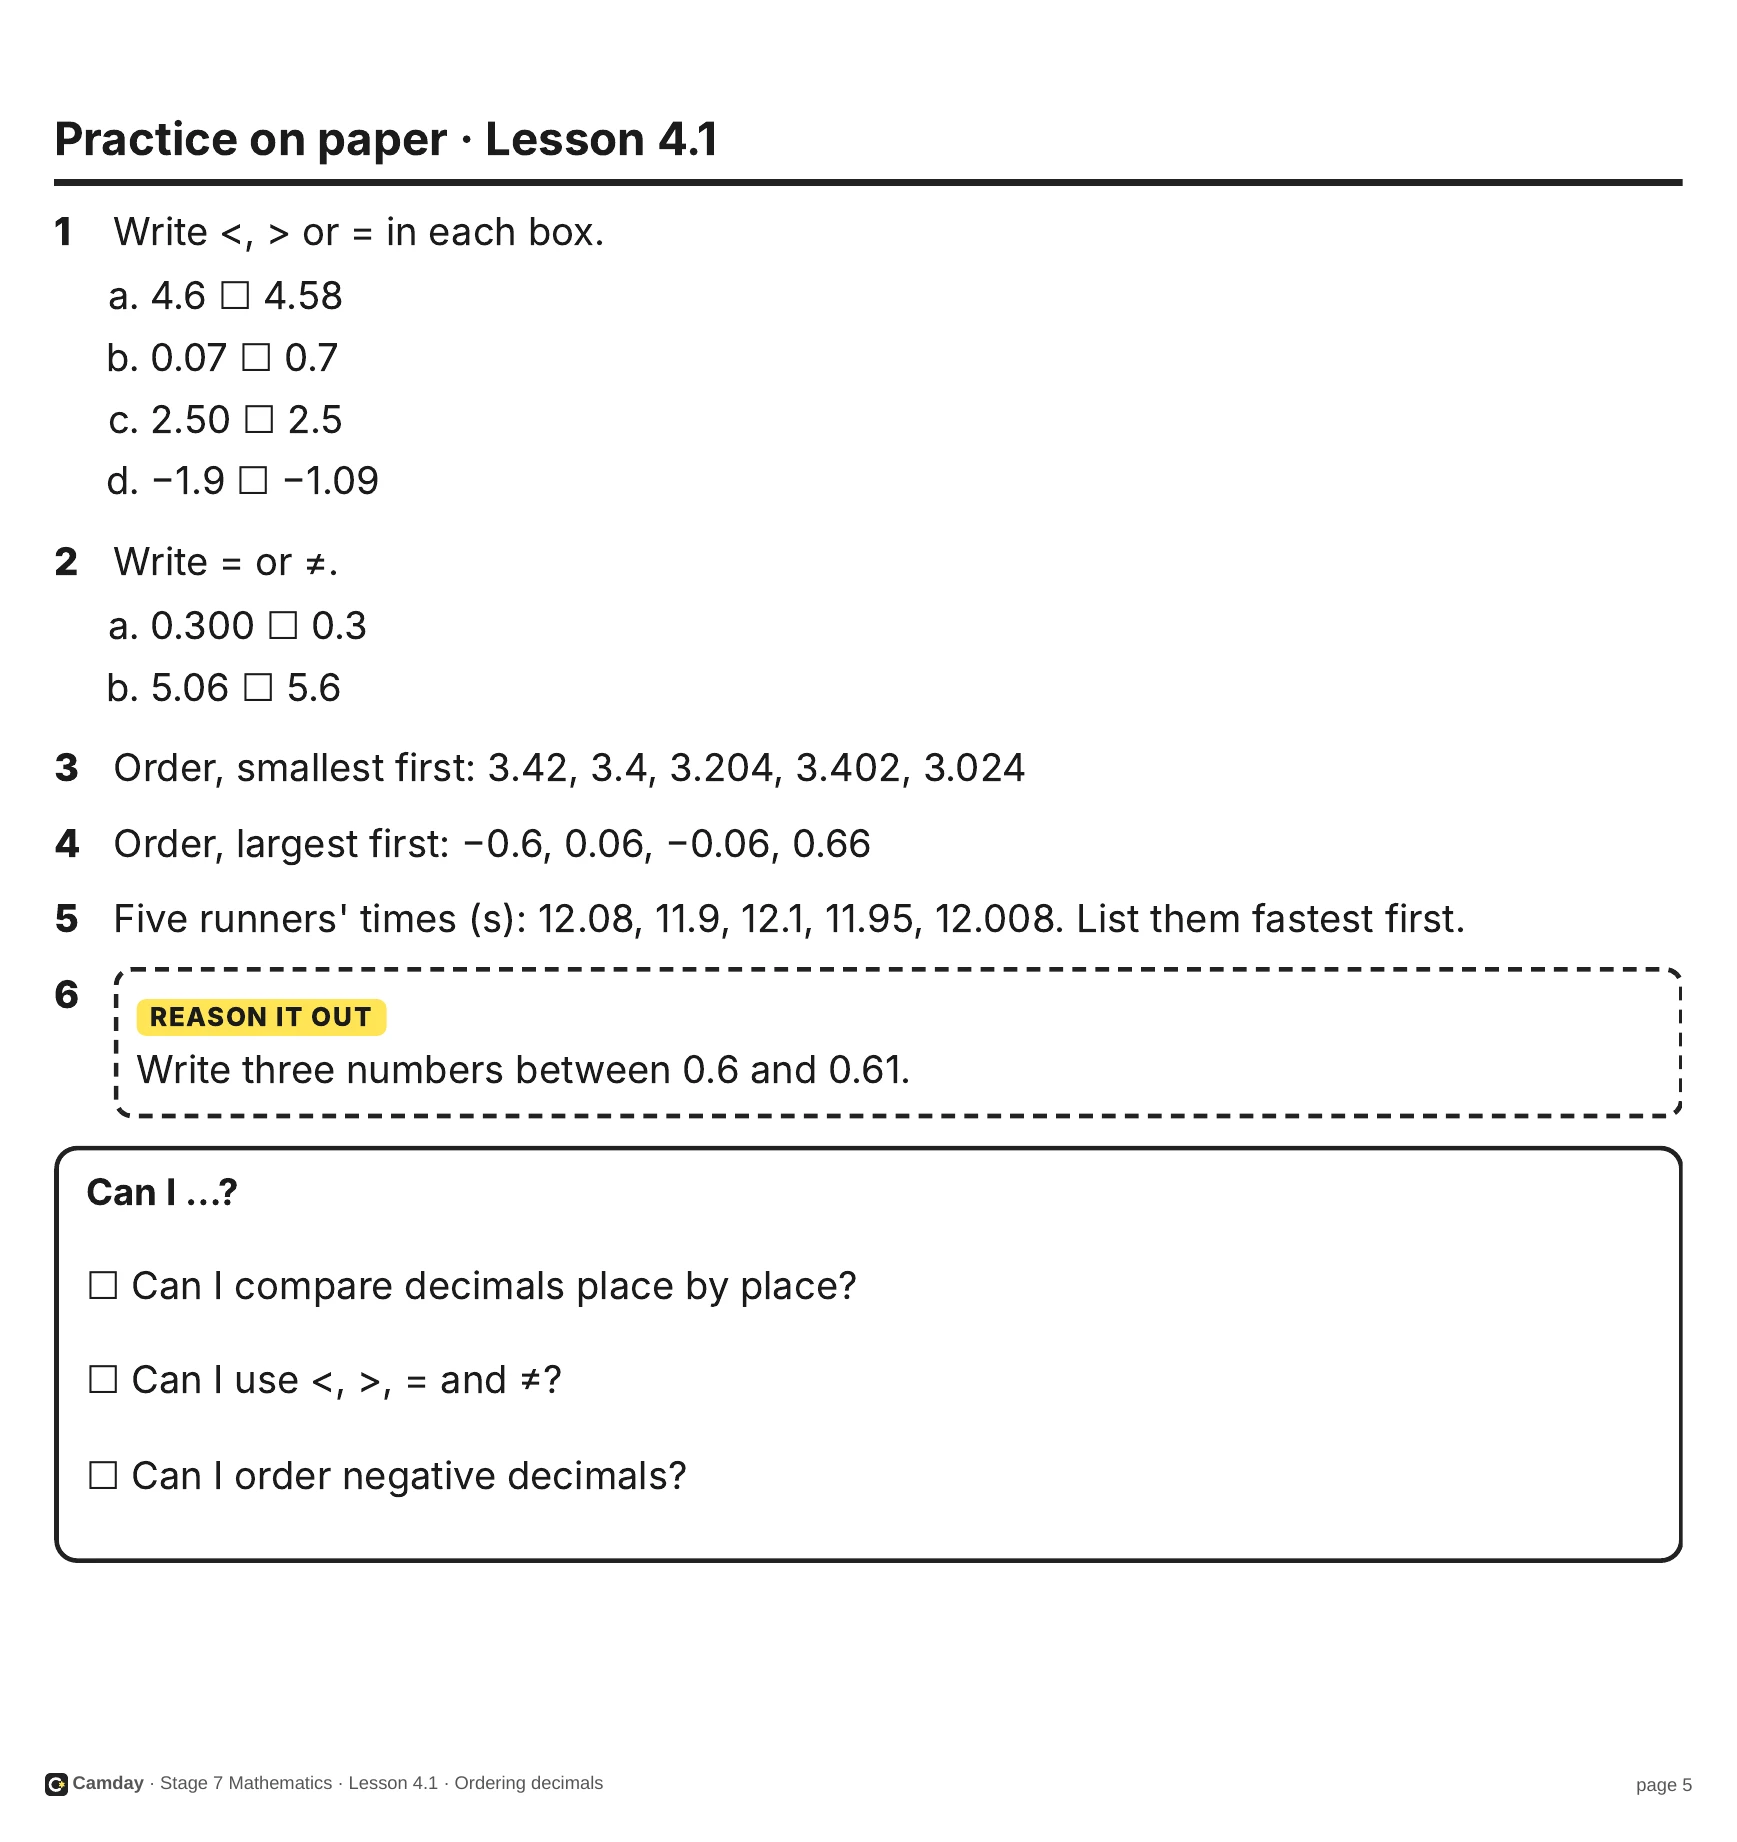 Practice on paper · Lesson 4.1
1 Write <, > or = in each box.
a. 4.6 □ 4.58
b. 0.07 □ 0.7
c. 2.50 □ 2.5
d. −1.9 □ −1.09
2 Write = or ≠.
a. 0.300 □ 0.3
b. 5.06 □ 5.6
3 Order, smallest first: 3.42, 3.4, 3.204, 3.402, 3.024
4 Order, largest first: −0.6, 0.06, −0.06, 0.66
5 Five runners' times (s): 12.08, 11.9, 12.1, 11.95, 12.008. List them fastest first.
6 REASON IT OUT
Write three numbers between 0.6 and 0.61.
Can I …?
□ Can I compare decimals place by place?
□ Can I use <, >, = and ≠?
□ Can I order negative decimals?
Camday · Stage 7 Mathematics · Lesson 4.1 · Ordering decimals
page 5